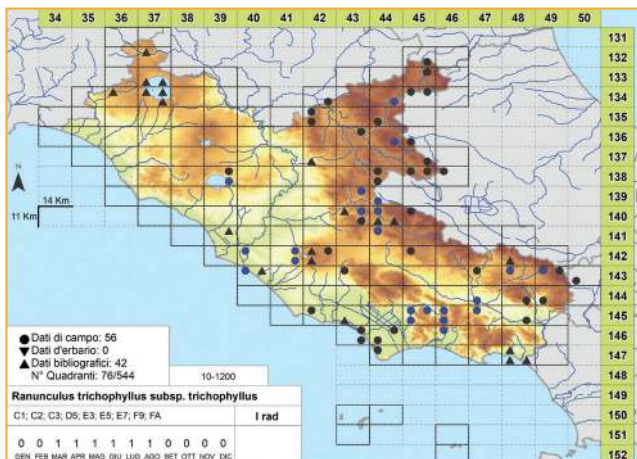 34 35 36 37 38 39 40 41 42 43 44 45 46 47 48 49 50
131
132
133
134
135
136
137
138
139
140
141
142
143
144
145
146
147
148
149
150
151
152
N
14 Km
11 Km
Dati di campo: 56
Dati d'erbario: 0
Dati bibliografici: 42
N° Quadranti: 76/544
10-1200
Ranunculus trichophyllus subsp. trichophyllus
C1; C2; C3; D5; E3; E5; E7; F9; FA I rad
0 0 1 1 1 1 1 1 0 0 0 0
GEN FEB MAR APR MAG GIU LUG AGO SET OTT NOV DIC